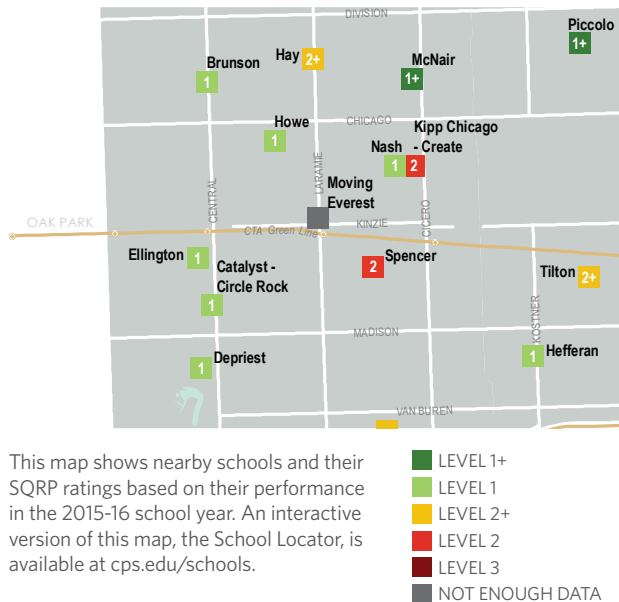 DIVISION
Piccolo
1+
Hay
2+
McNair
1+
Brunson
1
Howe
1
CHICAGO
Kipp Chicago
- Create
Nash
1
2
LARAMIE
Moving
Everest
CENTRAL
CICERO
OAK PARK
CTA Green Line
KINZIE
Ellington
1
Catalyst -
Circle Rock
1
Spencer
2
Tilton
2+
KOSTNER
MADISON
Hefferan
1
Depriest
1
VAN BUREN
This map shows nearby schools and their
SQRP ratings based on their performance
in the 2015-16 school year. An interactive
version of this map, the School Locator, is
available at cps.edu/schools.
LEVEL 1+
LEVEL 1
LEVEL 2+
LEVEL 2
LEVEL 3
NOT ENOUGH DATA